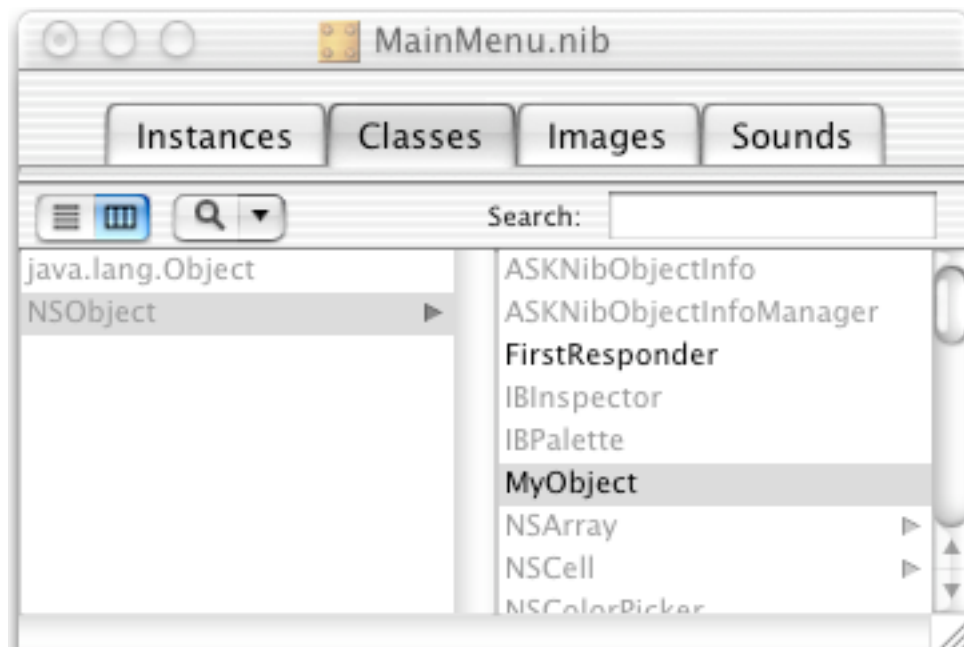 MainMenu.nib
Instances Classes Images Sounds
Search:
java.lang.Object
NSObject
ASKNibObjectInfo
ASKNibObjectInfoManager
FirstResponder
IBInspector
IBPalette
MyObject
NSArray
NSCell
NSColorPicker